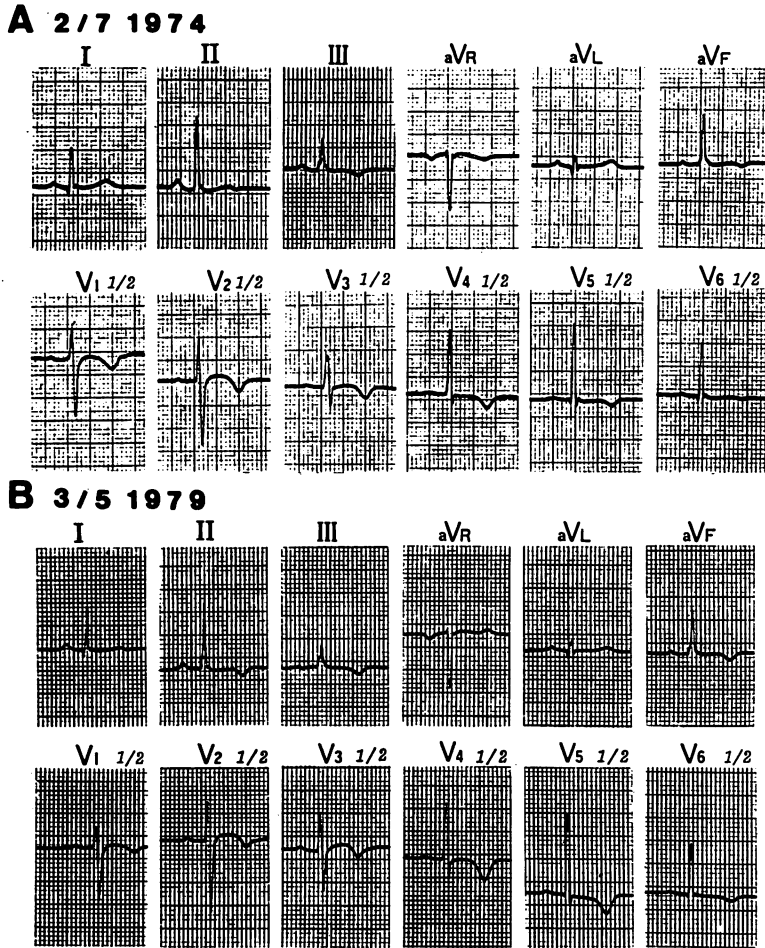 A 2/7 1974
I II III aVR aVL aVF
V1 1/2 V2 1/2 V3 1/2 V4 1/2 V5 1/2 V6 1/2
B 3/5 1979
I II III aVR aVL aVF
V1 1/2 V2 1/2 V3 1/2 V4 1/2 V5 1/2 V6 1/2